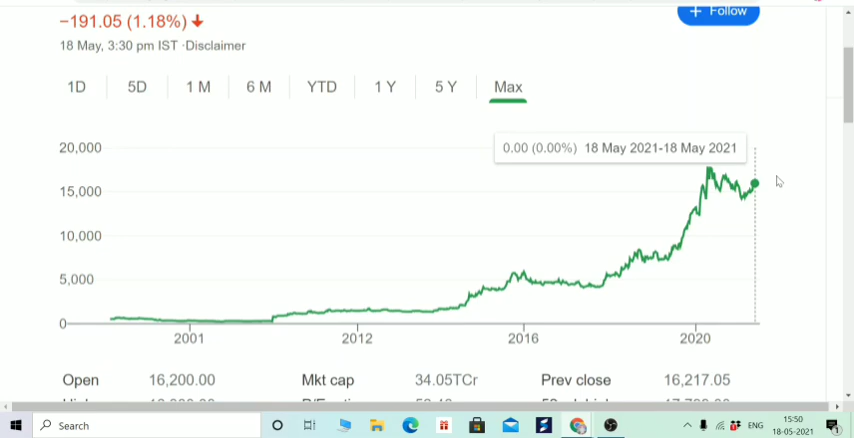 −191.05 (1.18%)
+ Follow
18 May, 3:30 pm IST ·Disclaimer
1D 5D 1 M 6 M YTD 1 Y 5 Y Max
0.00 (0.00%) 18 May 2021-18 May 2021
20,000
15,000
10,000
5,000
0
2001 2012 2016 2020
Open 16,200.00 Mkt cap 34.05TCr Prev close 16,217.05
Search
ENG
15:50
18-05-2021
1